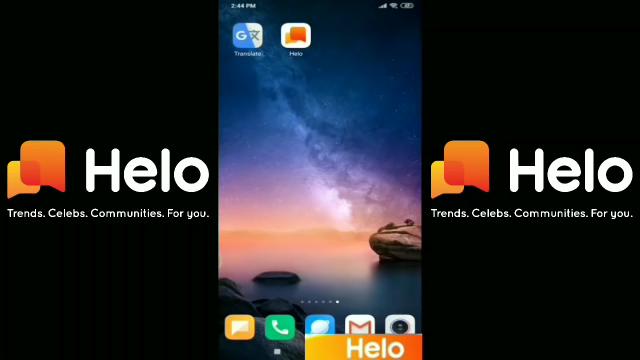 2:44 PM
Translate
Helo
Helo
Trends. Celebs. Communities. For you.
Helo
Trends. Celebs. Communities. For you.
Helo